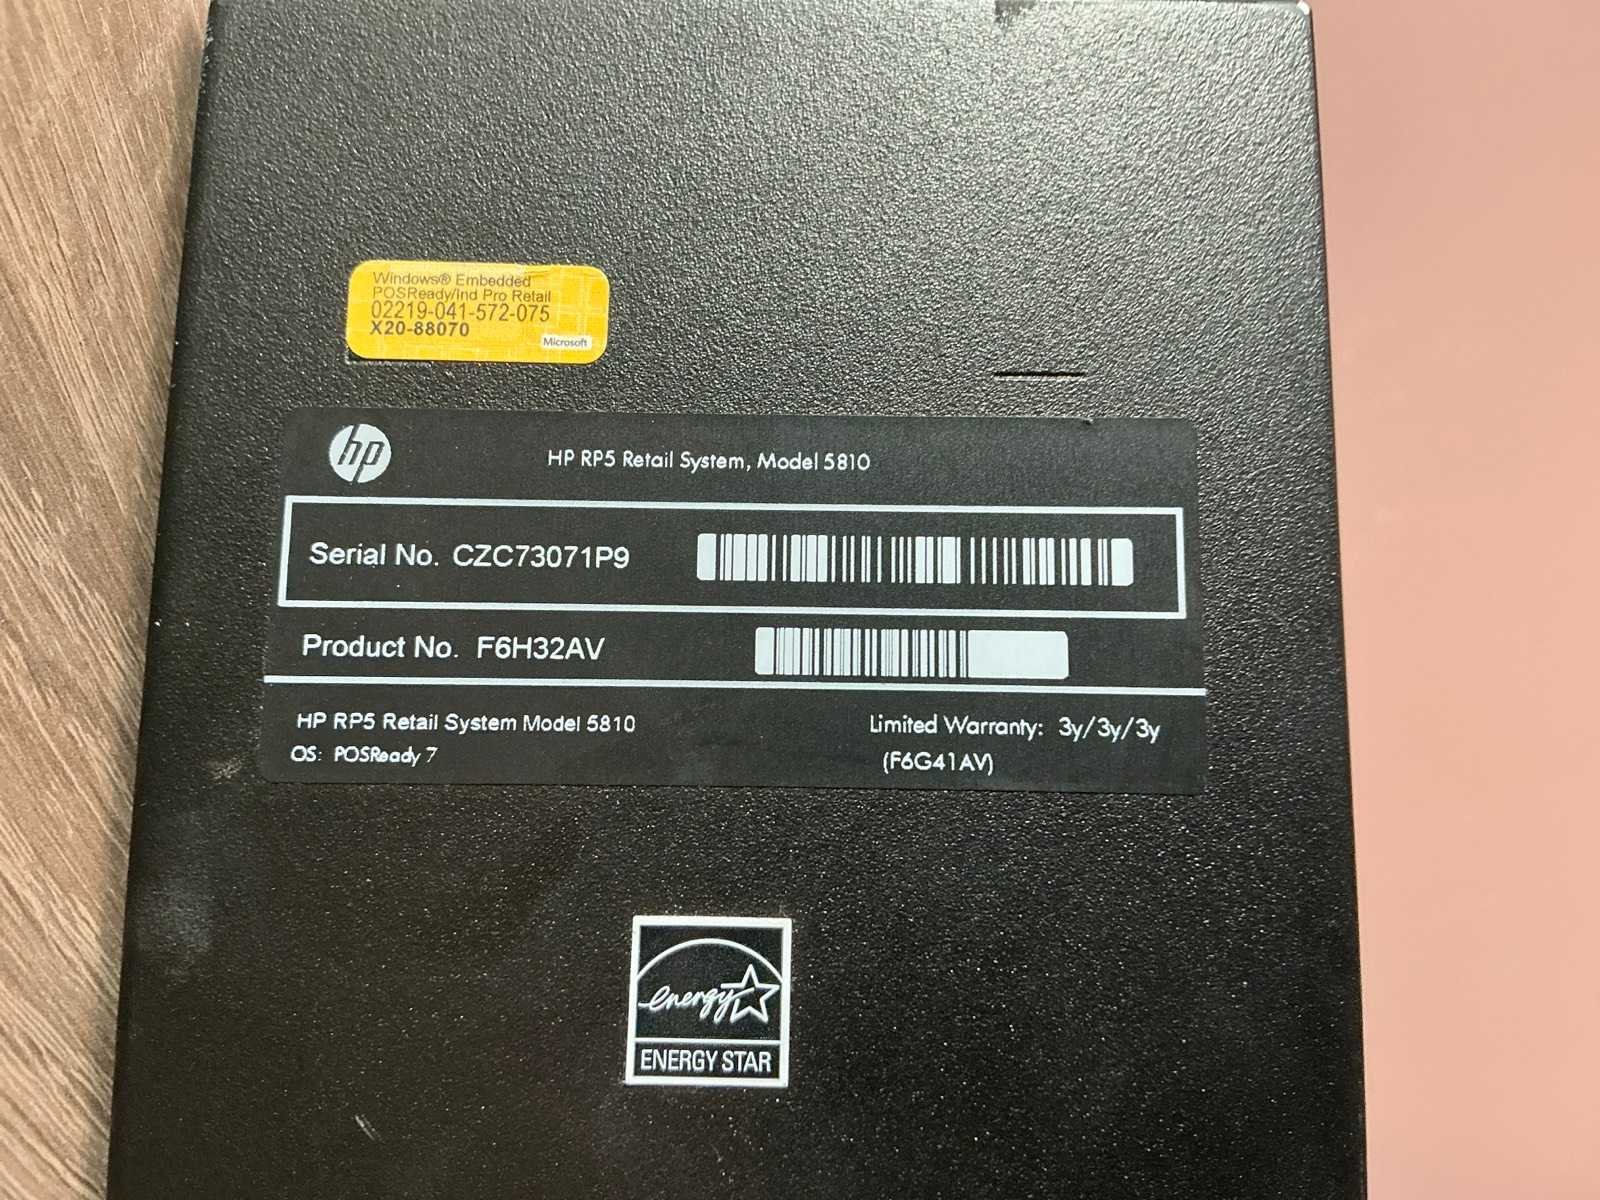 Windows® Embedded
POSReady/Ind Pro Retail
02219-041-572-075
X20-88070
Microsoft
hp
HP RP5 Retail System, Model 5810
Serial No. CZC73071P9
Product No. F6H32AV
HP RP5 Retail System Model 5810
Limited Warranty: 3y/3y/3y
OS: POSReady 7
(F6G41AV)
energy
ENERGY STAR